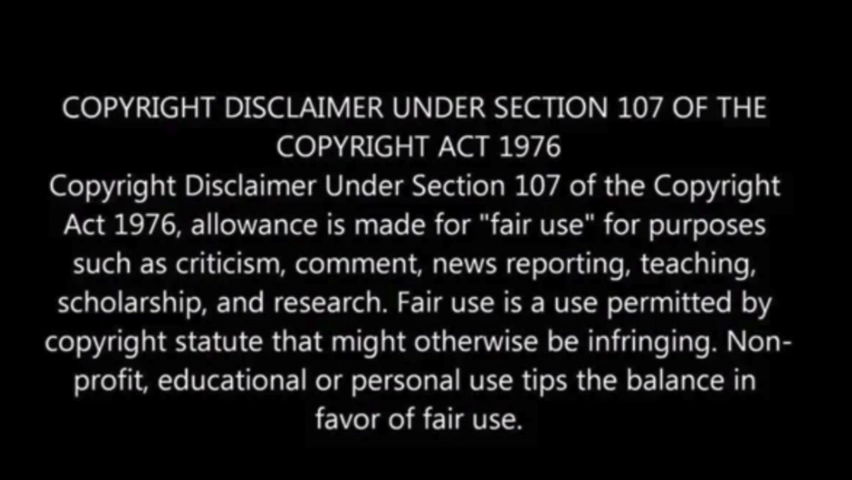 COPYRIGHT DISCLAIMER UNDER SECTION 107 OF THE
COPYRIGHT ACT 1976
Copyright Disclaimer Under Section 107 of the Copyright
Act 1976, allowance is made for "fair use" for purposes
such as criticism, comment, news reporting, teaching,
scholarship, and research. Fair use is a use permitted by
copyright statute that might otherwise be infringing. Non-
profit, educational or personal use tips the balance in
favor of fair use.